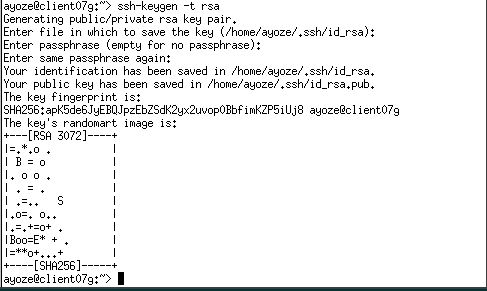 ayoze@client07g:~> ssh-keygen -t rsa
Generating public/private rsa key pair.
Enter file in which to save the key (/home/ayoze/.ssh/id_rsa):
Enter passphrase (empty for no passphrase):
Enter same passphrase again:
Your identification has been saved in /home/ayoze/.ssh/id_rsa.
Your public key has been saved in /home/ayoze/.ssh/id_rsa.pub.
The key fingerprint is:
SHA256:apK5de6JyEBQJpzEbZSdK2yx2uvop0BbfimKZP5iUj8 ayoze@client07g
The key's randomart image is:
+---[RSA 3072]----+
|=.*.o .          |
| B = o           |
|. o o .          |
| . = .           |
| .=..   S        |
|.o=. o..         |
|.=.+=o+ .        |
|Boo=E* + .       |
|=**o+...+        |
+----[SHA256]-----+
ayoze@client07g:~>